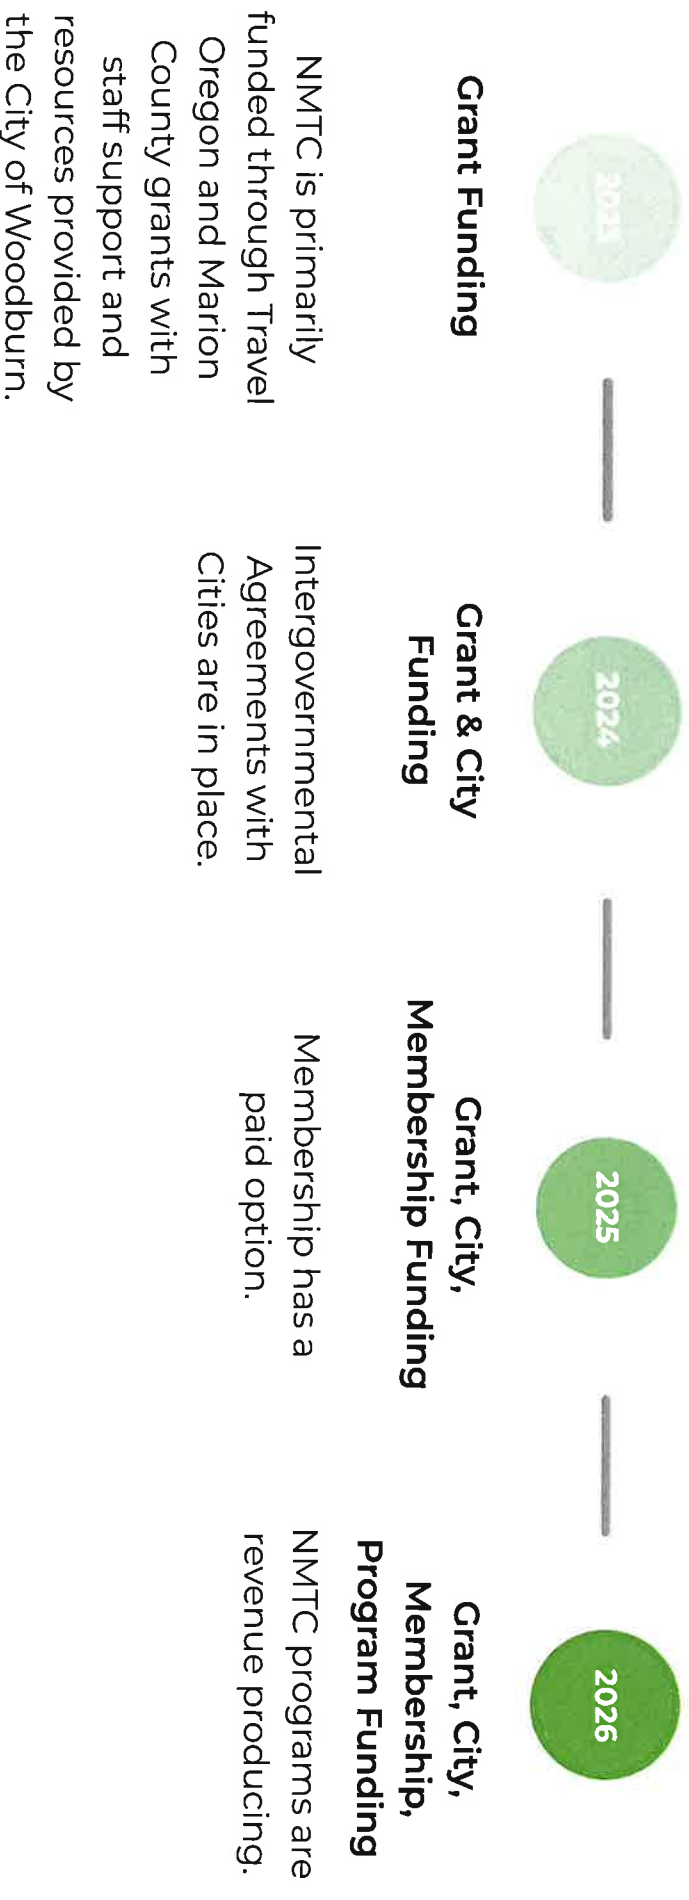 2023
Grant Funding
NMTC is primarily
funded through Travel
Oregon and Marion
County grants with
staff support and
resources provided by
the City of Woodburn.
2024
Grant & City
Funding
Intergovernmental
Agreements with
Cities are in place.
2025
Grant, City,
Membership Funding
Membership has a
paid option.
2026
Grant, City,
Membership,
Program Funding
NMTC programs are
revenue producing.